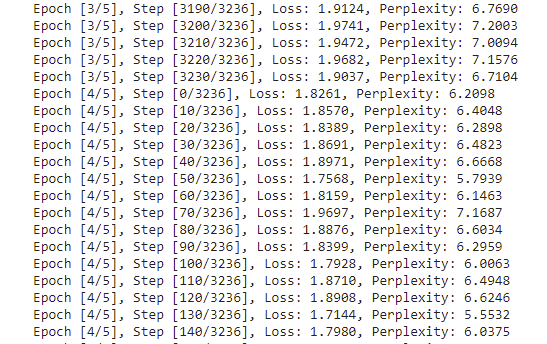 Epoch [3/5], Step [3190/3236], Loss: 1.9124, Perplexity: 6.7690
Epoch [3/5], Step [3200/3236], Loss: 1.9741, Perplexity: 7.2003
Epoch [3/5], Step [3210/3236], Loss: 1.9472, Perplexity: 7.0094
Epoch [3/5], Step [3220/3236], Loss: 1.9682, Perplexity: 7.1576
Epoch [3/5], Step [3230/3236], Loss: 1.9037, Perplexity: 6.7104
Epoch [4/5], Step [0/3236], Loss: 1.8261, Perplexity: 6.2098
Epoch [4/5], Step [10/3236], Loss: 1.8570, Perplexity: 6.4048
Epoch [4/5], Step [20/3236], Loss: 1.8389, Perplexity: 6.2898
Epoch [4/5], Step [30/3236], Loss: 1.8691, Perplexity: 6.4823
Epoch [4/5], Step [40/3236], Loss: 1.8971, Perplexity: 6.6668
Epoch [4/5], Step [50/3236], Loss: 1.7568, Perplexity: 5.7939
Epoch [4/5], Step [60/3236], Loss: 1.8159, Perplexity: 6.1463
Epoch [4/5], Step [70/3236], Loss: 1.9697, Perplexity: 7.1687
Epoch [4/5], Step [80/3236], Loss: 1.8876, Perplexity: 6.6034
Epoch [4/5], Step [90/3236], Loss: 1.8399, Perplexity: 6.2959
Epoch [4/5], Step [100/3236], Loss: 1.7928, Perplexity: 6.0063
Epoch [4/5], Step [110/3236], Loss: 1.8710, Perplexity: 6.4948
Epoch [4/5], Step [120/3236], Loss: 1.8908, Perplexity: 6.6246
Epoch [4/5], Step [130/3236], Loss: 1.7144, Perplexity: 5.5532
Epoch [4/5], Step [140/3236], Loss: 1.7980, Perplexity: 6.0375